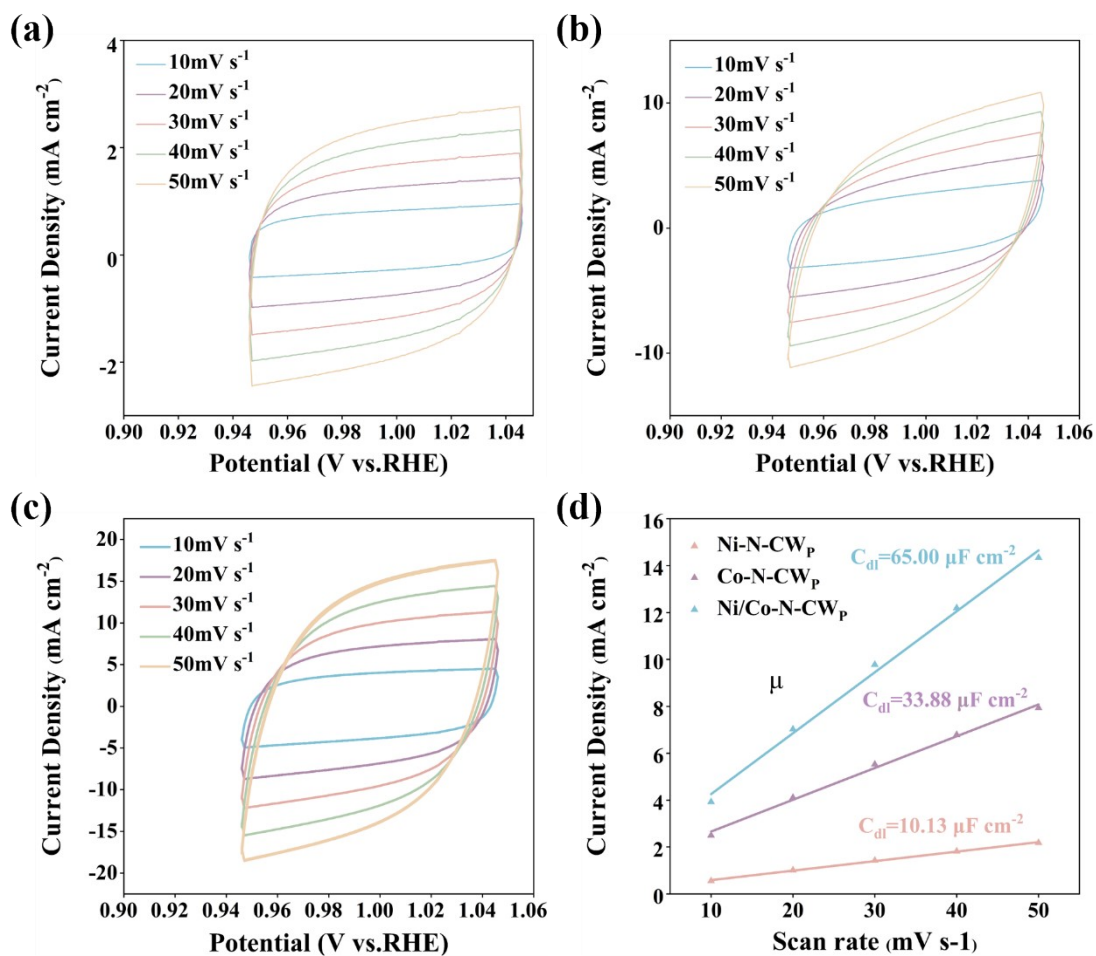 (a)
Current Density (mA cm⁻²)
4
2
0
-2
10mV s⁻¹
20mV s⁻¹
30mV s⁻¹
40mV s⁻¹
50mV s⁻¹
0.90 0.92 0.94 0.96 0.98 1.00 1.02 1.04
Potential (V vs.RHE)
(b)
Current Density (mA cm⁻²)
10
0
-10
10mV s⁻¹
20mV s⁻¹
30mV s⁻¹
40mV s⁻¹
50mV s⁻¹
0.90 0.92 0.94 0.96 0.98 1.00 1.02 1.04 1.06
Potential (V vs.RHE)
(c)
Current Density (mA cm⁻²)
20
15
10
5
0
-5
-10
-15
-20
10mV s⁻¹
20mV s⁻¹
30mV s⁻¹
40mV s⁻¹
50mV s⁻¹
0.90 0.92 0.94 0.96 0.98 1.00 1.02 1.04 1.06
Potential (V vs.RHE)
(d)
Current Density (mA cm⁻²)
16
14
12
10
8
6
4
2
0
Ni-N-CW_P
Co-N-CW_P
Ni/Co-N-CW_P
C_dl=65.00 μF cm⁻²
μ
C_dl=33.88 μF cm⁻²
C_dl=10.13 μF cm⁻²
10 20 30 40 50
Scan rate (mV s-1)